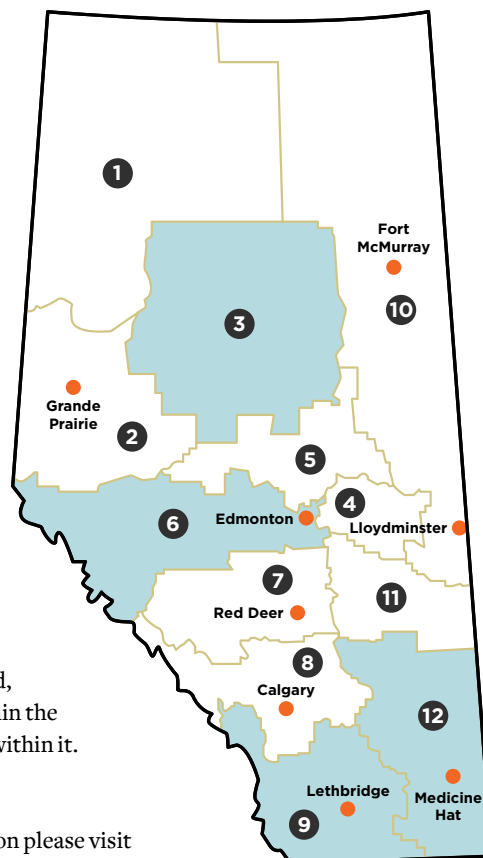 1
Fort
McMurray
10
3
Grande
Prairie
2
5
4
6
Edmonton
Lloydminster
7
11
Red Deer
8
Calgary
12
Lethbridge
Medicine
Hat
9
in the
within it.
on please visit